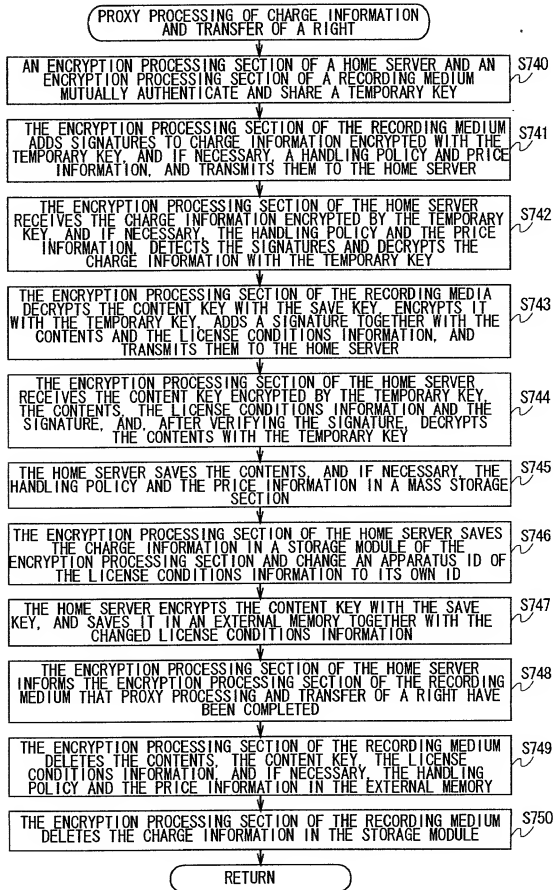 PROXY PROCESSING OF CHARGE INFORMATION
AND TRANSFER OF A RIGHT
S740
AN ENCRYPTION PROCESSING SECTION OF A HOME SERVER AND AN
ENCRYPTION PROCESSING SECTION OF A RECORDING MEDIUM
MUTUALLY AUTHENTICATE AND SHARE A TEMPORARY KEY
S741
THE ENCRYPTION PROCESSING SECTION OF THE RECORDING MEDIUM
ADDS SIGNATURES TO CHARGE INFORMATION ENCRYPTED WITH THE
TEMPORARY KEY, AND IF NECESSARY, A HANDLING POLICY AND PRICE
INFORMATION, AND TRANSMITS THEM TO THE HOME SERVER
S742
THE ENCRYPTION PROCESSING SECTION OF THE HOME SERVER
RECEIVES THE CHARGE INFORMATION ENCRYPTED BY THE TEMPORARY
KEY, AND IF NECESSARY, THE HANDLING POLICY AND THE PRICE
INFORMATION, DETECTS THE SIGNATURES AND DECRYPTS THE
CHARGE INFORMATION WITH THE TEMPORARY KEY
S743
THE ENCRYPTION PROCESSING SECTION OF THE RECORDING MEDIA
DECRYPTS THE CONTENT KEY WITH THE SAVE KEY, ENCRYPTS IT
WITH THE TEMPORARY KEY, ADDS A SIGNATURE TOGETHER WITH THE
CONTENTS AND THE LICENSE CONDITIONS INFORMATION, AND
TRANSMITS THEM TO THE HOME SERVER
S744
THE ENCRYPTION PROCESSING SECTION OF THE HOME SERVER
RECEIVES THE CONTENT KEY ENCRYPTED BY THE TEMPORARY KEY,
THE CONTENTS, THE LICENSE CONDITIONS INFORMATION AND THE
SIGNATURE, AND, AFTER VERIFYING THE SIGNATURE, DECRYPTS
THE CONTENTS WITH THE TEMPORARY KEY
S745
THE HOME SERVER SAVES THE CONTENTS, AND IF NECESSARY, THE
HANDLING POLICY AND THE PRICE INFORMATION IN A MASS STORAGE
SECTION
S746
THE ENCRYPTION PROCESSING SECTION OF THE HOME SERVER SAVES
THE CHARGE INFORMATION IN A STORAGE MODULE OF THE
ENCRYPTION PROCESSING SECTION AND CHANGE AN APPARATUS ID OF
THE LICENSE CONDITIONS INFORMATION TO ITS OWN ID
S747
THE HOME SERVER ENCRYPTS THE CONTENT KEY WITH THE SAVE
KEY, AND SAVES IT IN AN EXTERNAL MEMORY TOGETHER WITH THE
CHANGED LICENSE CONDITIONS INFORMATION
S748
THE ENCRYPTION PROCESSING SECTION OF THE HOME SERVER
INFORMS THE ENCRYPTION PROCESSING SECTION OF THE RECORDING
MEDIUM THAT PROXY PROCESSING AND TRANSFER OF A RIGHT HAVE
BEEN COMPLETED
S749
THE ENCRYPTION PROCESSING SECTION OF THE RECORDING MEDIUM
DELETES THE CONTENTS, THE CONTENT KEY, THE LICENSE
CONDITIONS INFORMATION, AND IF NECESSARY, THE HANDLING
POLICY AND THE PRICE INFORMATION IN THE EXTERNAL MEMORY
S750
THE ENCRYPTION PROCESSING SECTION OF THE RECORDING MEDIUM
DELETES THE CHARGE INFORMATION IN THE STORAGE MODULE
RETURN